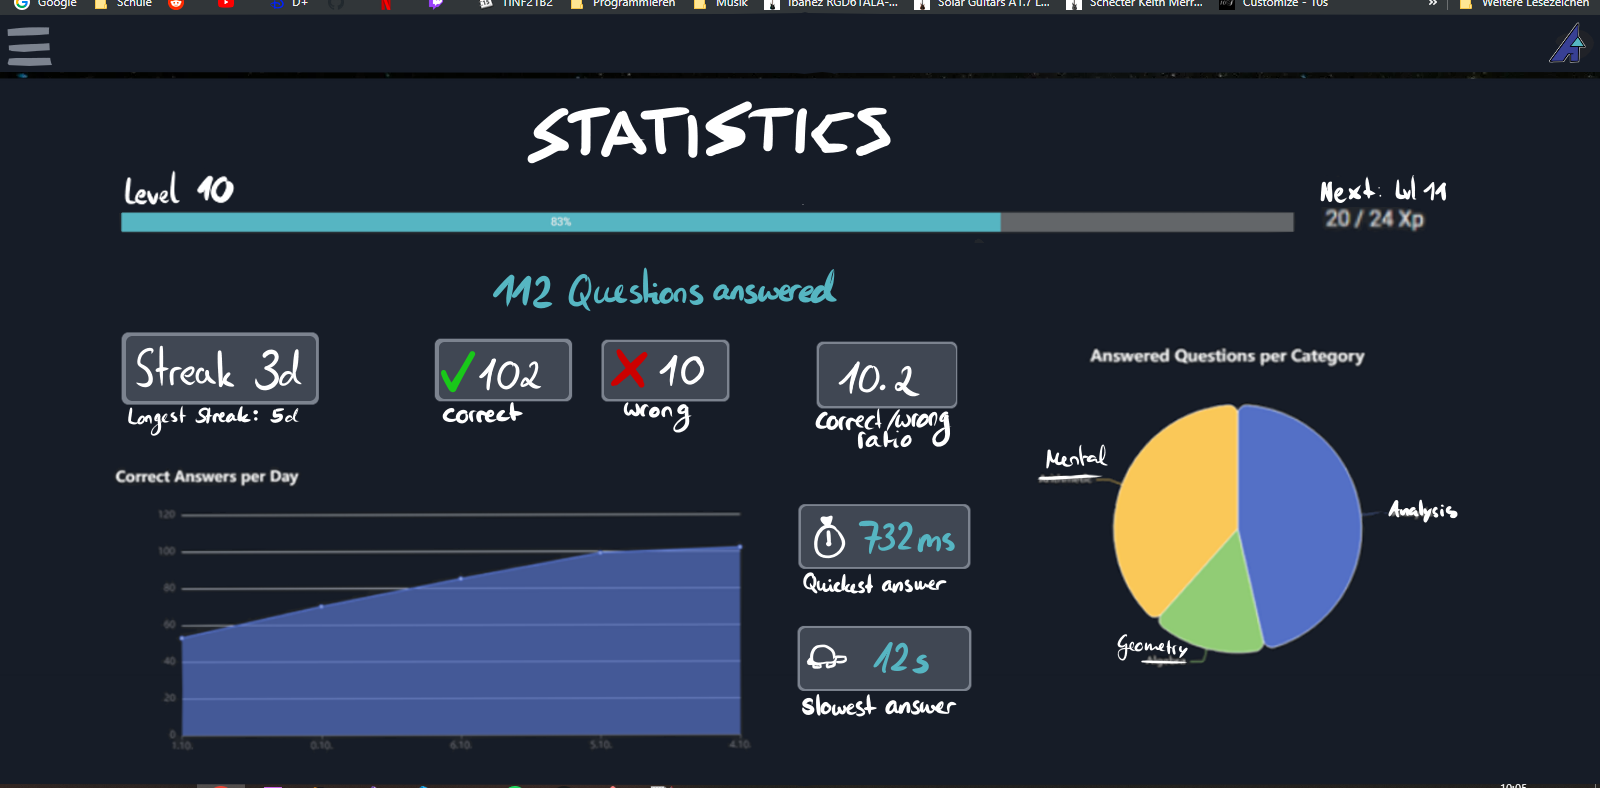 Google
Schule
D+
TINF21B2
Programmieren
Musik
Ibanez RGD61ALA-...
Solar Guitars A1.7 L...
Schecter Keith Merr...
Customize - 10s
»
Weitere Lesezeichen
STATISTICS
Level 10
Next: Lvl 11
83%
20 / 24 Xp
112 Questions answered
Streak 3d
Longest Streak: 5d
102
correct
10
wrong
10.2
correct/wrong
ratio
Answered Questions per Category
Mental
Analysis
Geometry
Correct Answers per Day
120
100
80
60
40
20
0
1.10.
6.10.
5.10.
4.10.
732ms
Quickest answer
12s
Slowest answer